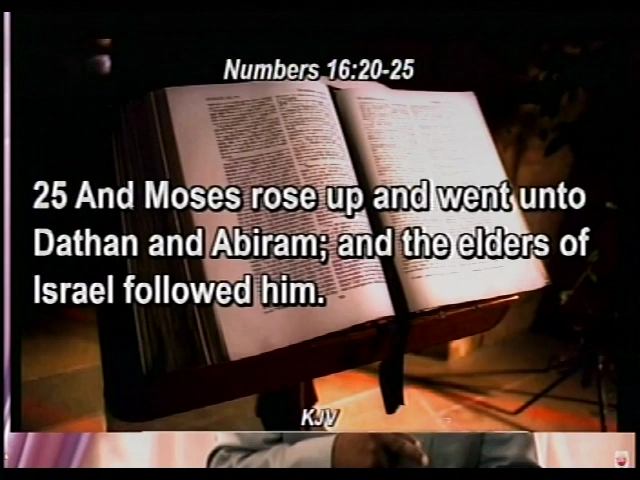 Numbers 16:20-25
25 And Moses rose up and went unto
Dathan and Abiram; and the elders of
Israel followed him.
KJV